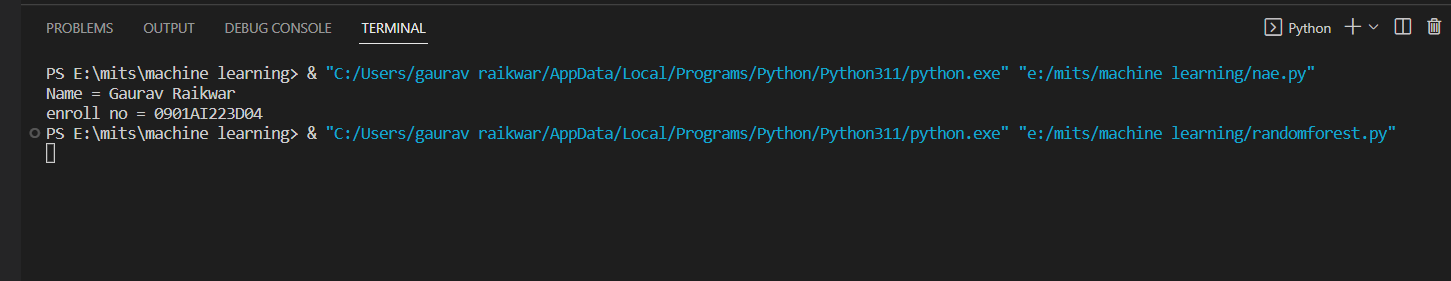 PROBLEMS OUTPUT DEBUG CONSOLE TERMINAL Python
PS E:\mits\machine learning> & "C:/Users/gaurav raikwar/AppData/Local/Programs/Python/Python311/python.exe" "e:/mits/machine learning/nae.py"
Name = Gaurav Raikwar
enroll no = 0901AI223D04
PS E:\mits\machine learning> & "C:/Users/gaurav raikwar/AppData/Local/Programs/Python/Python311/python.exe" "e:/mits/machine learning/randomforest.py"